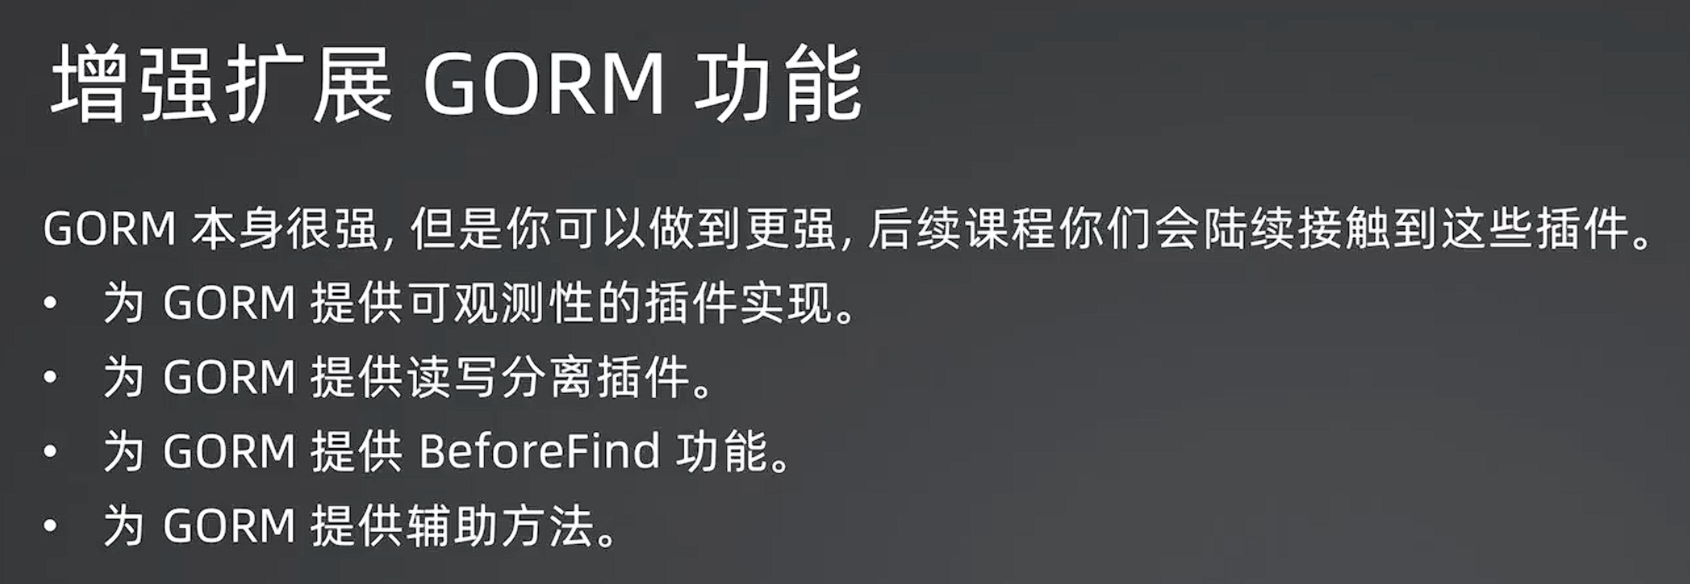 增强扩展 GORM 功能
GORM 本身很强, 但是你可以做到更强, 后续课程你们会陆续接触到这些插件。
• 为 GORM 提供可观测性的插件实现。
• 为 GORM 提供读写分离插件。
• 为 GORM 提供 BeforeFind 功能。
• 为 GORM 提供辅助方法。